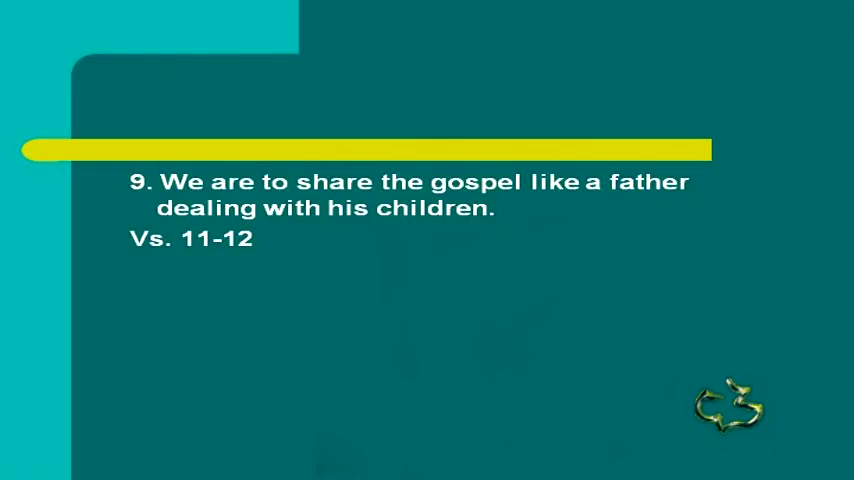 9. We are to share the gospel like a father
dealing with his children.
Vs. 11-12